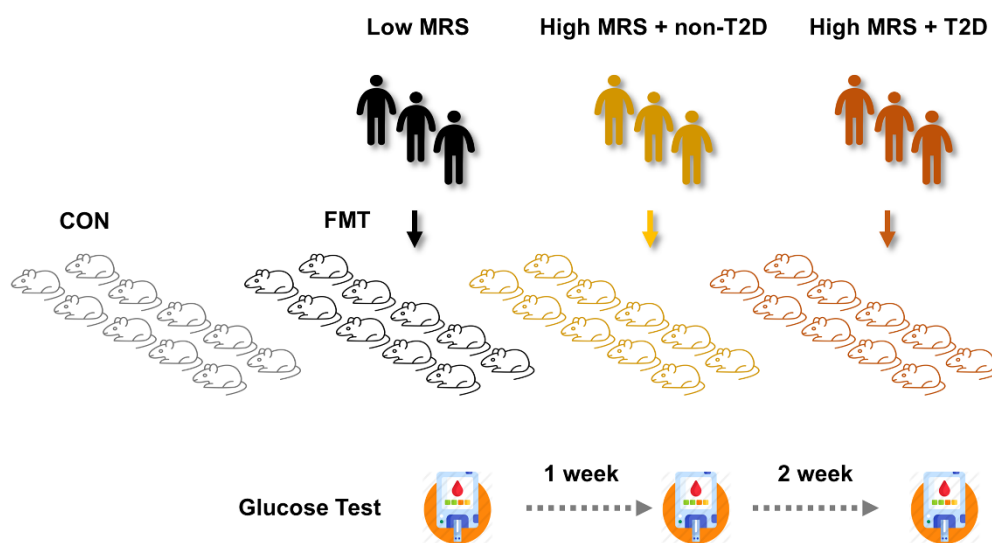 Low MRS
High MRS + non-T2D
High MRS + T2D
CON
FMT
1 week
2 week
Glucose Test